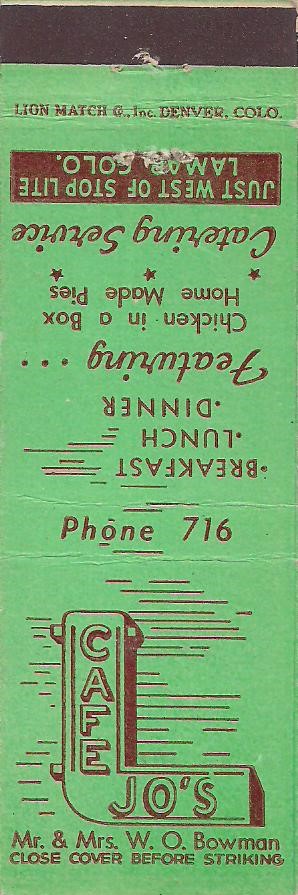 LION MATCH Co., Inc. DENVER, COLO.
·BREAKFAST
·LUNCH
·DINNER
Featuring ...
Chicken in a Box
Home Made Pies
Catering Service
JUST WEST OF STOP LITE
LAMAR, COLO.
Phone 716
CAFE
JO'S
Mr. & Mrs. W. O. Bowman
CLOSE COVER BEFORE STRIKING